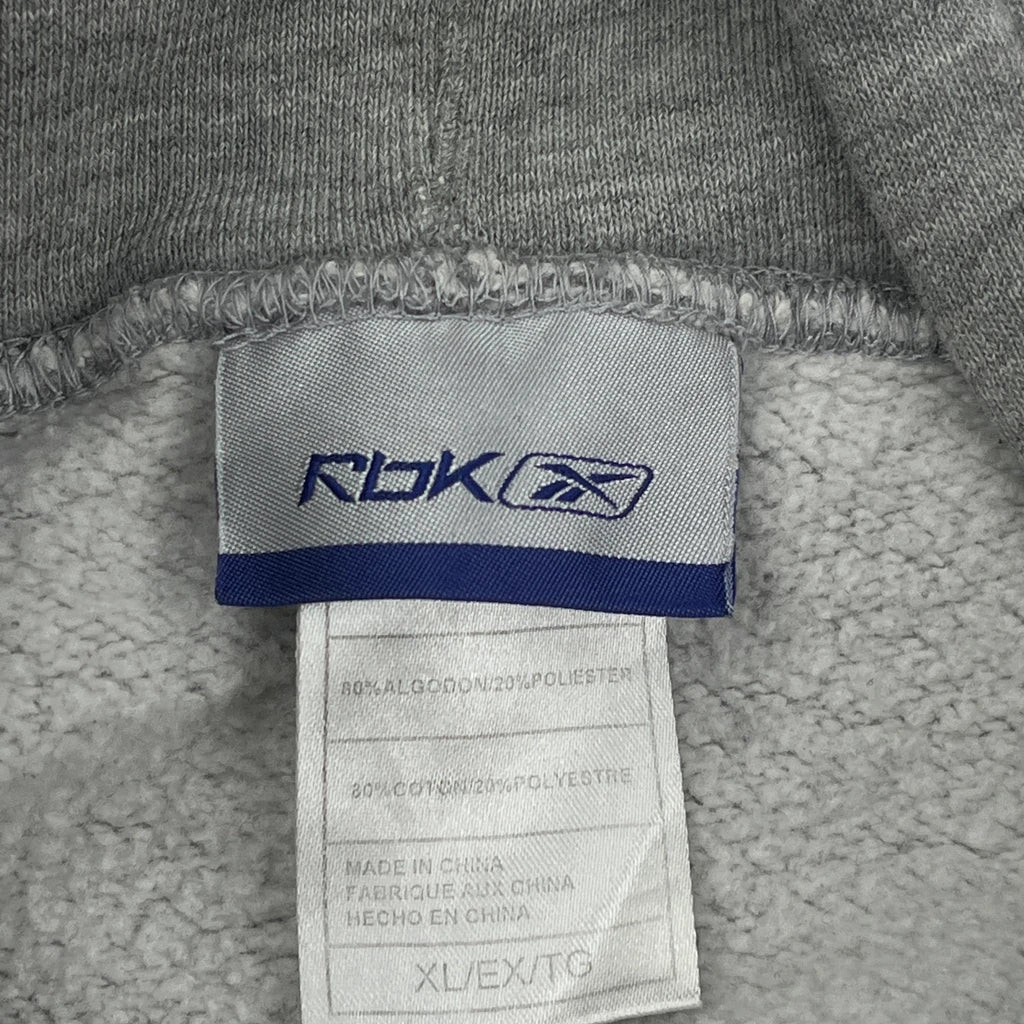 RBK
80%ALGODON/20%POLIESTER
80%COTON/20%POLYESTRE
MADE IN CHINA
FABRIQUE AUX CHINA
HECHO EN CHINA
XL/EX/TG